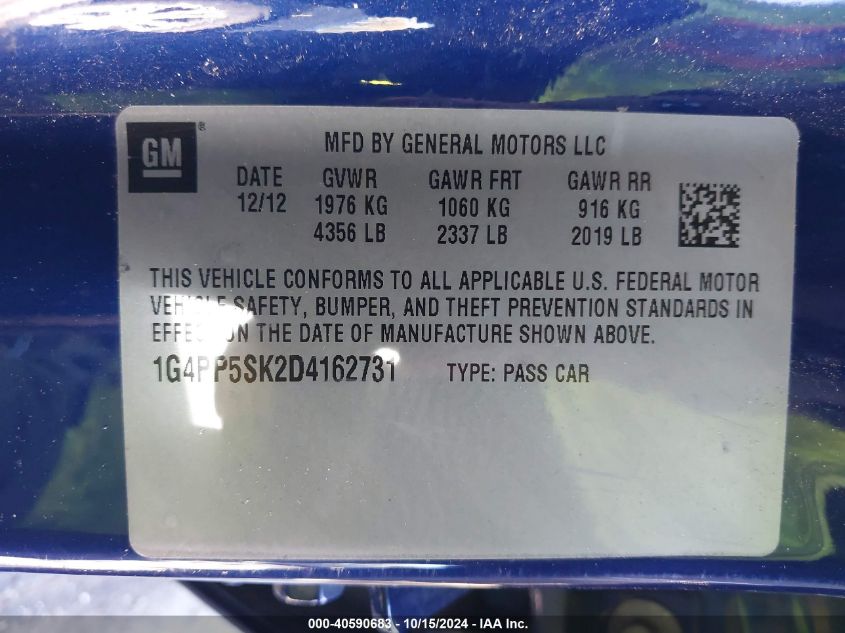 GM®
MFD BY GENERAL MOTORS LLC
DATE GVWR GAWR FRT GAWR RR
12/12 1976 KG 1060 KG 916 KG
4356 LB 2337 LB 2019 LB
THIS VEHICLE CONFORMS TO ALL APPLICABLE U.S. FEDERAL MOTOR
VEHICLE SAFETY, BUMPER, AND THEFT PREVENTION STANDARDS IN
EFFECT ON THE DATE OF MANUFACTURE SHOWN ABOVE.
1G4PP5SK2D4162731 TYPE: PASS CAR
000-40590683 - 10/15/2024 - IAA Inc.